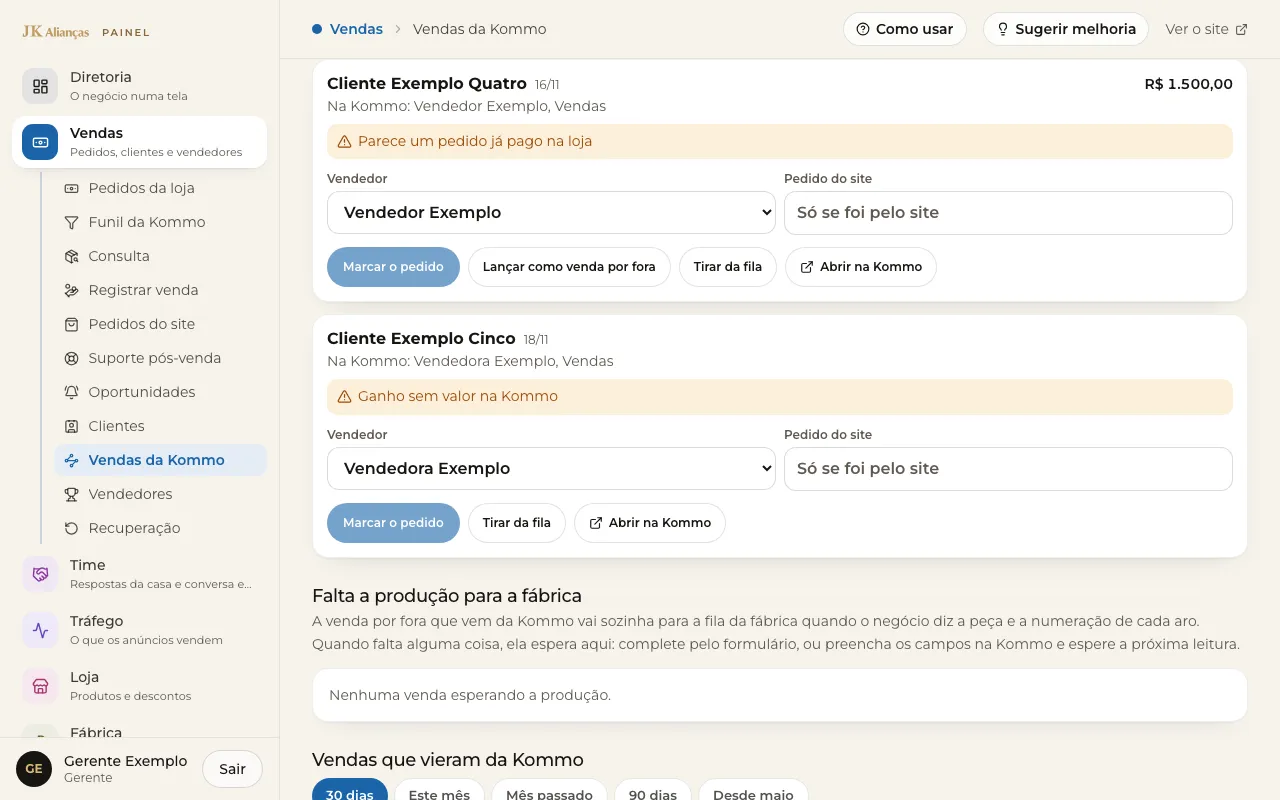 JK Alianças PAINEL
Diretoria
O negócio numa tela
Vendas
Pedidos, clientes e vendedores
Pedidos da loja
Funil da Kommo
Consulta
Registrar venda
Pedidos do site
Suporte pós-venda
Oportunidades
Clientes
Vendas da Kommo
Vendedores
Recuperação
Time
Respostas da casa e conversa e...
Tráfego
O que os anúncios vendem
Loja
Produtos e descontos
Fábrica
GE
Gerente Exemplo
Gerente
Sair
Vendas > Vendas da Kommo
Como usar
Sugerir melhoria
Ver o site
Cliente Exemplo Quatro 16/11 R$ 1.500,00
Na Kommo: Vendedor Exemplo, Vendas
Parece um pedido já pago na loja
Vendedor Pedido do site
Vendedor Exemplo Só se foi pelo site
Marcar o pedido Lançar como venda por fora Tirar da fila Abrir na Kommo
Cliente Exemplo Cinco 18/11
Na Kommo: Vendedora Exemplo, Vendas
Ganho sem valor na Kommo
Vendedor Pedido do site
Vendedora Exemplo Só se foi pelo site
Marcar o pedido Tirar da fila Abrir na Kommo
Falta a produção para a fábrica
A venda por fora que vem da Kommo vai sozinha para a fila da fábrica quando o negócio diz a peça e a numeração de cada aro.
Quando falta alguma coisa, ela espera aqui: complete pelo formulário, ou preencha os campos na Kommo e espere a próxima leitura.
Nenhuma venda esperando a produção.
Vendas que vieram da Kommo
30 dias Este mês Mês passado 90 dias Desde maio